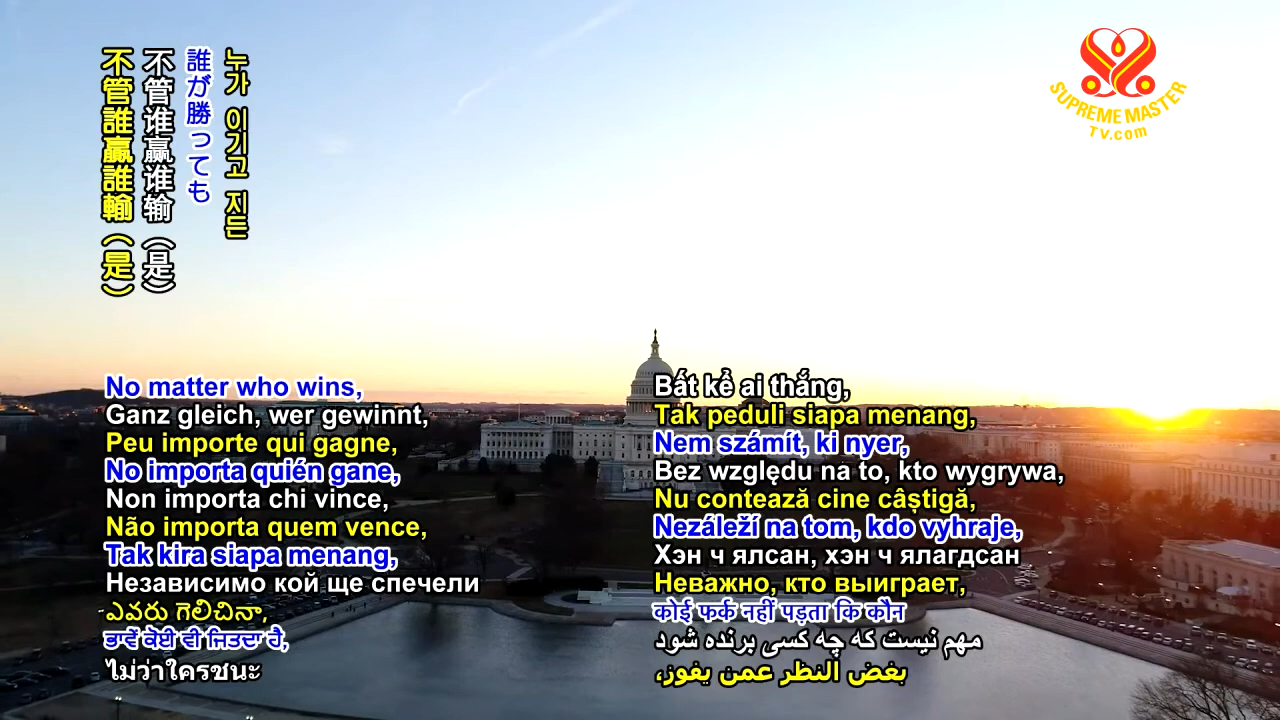 不管誰贏誰輸（是）
不管谁赢谁输（是）
誰が勝っても
누가 이기고 지든
SUPREME MASTER
TV.com
No matter who wins,
Ganz gleich, wer gewinnt,
Peu importe qui gagne,
No importa quién gane,
Non importa chi vince,
Não importa quem vence,
Tak kira siapa menang,
Независимо кой ще спечели
ఎవరు గెలిచినా,
ਭਾਵੇਂ ਕੋਈ ਵੀ ਜਿਤਦਾ ਹੈ,
ไม่ว่าใครชนะ
Bất kể ai thắng,
Tak peduli siapa menang,
Nem számít, ki nyer,
Bez względu na to, kto wygrywa,
Nu contează cine câștigă,
Nezáleží na tom, kdo vyhraje,
Хэн ч ялсан, хэн ч ялагдсан
Неважно, кто выиграет,
कोई फर्क नहीं पड़ता कि कौन
مهم نیست که چه کسی برنده شود
بغض النظر عمن يفوز،